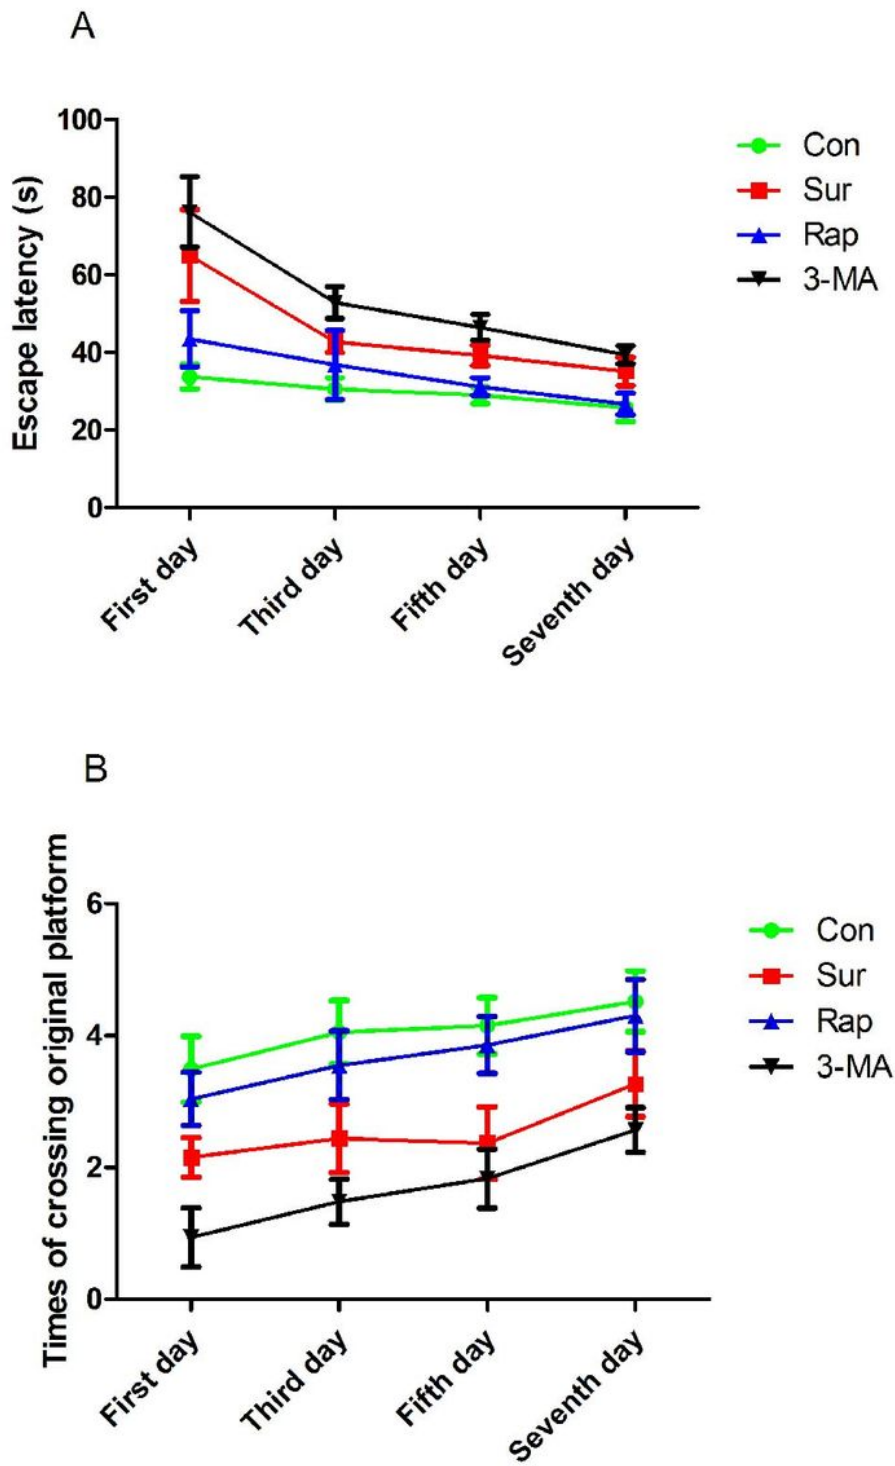 A
Escape latency (s)
100
80
60
40
20
0
First day
Third day
Fifth day
Seventh day
Con
Sur
Rap
3-MA
B
Times of crossing original platform
6
4
2
0
First day
Third day
Fifth day
Seventh day
Con
Sur
Rap
3-MA